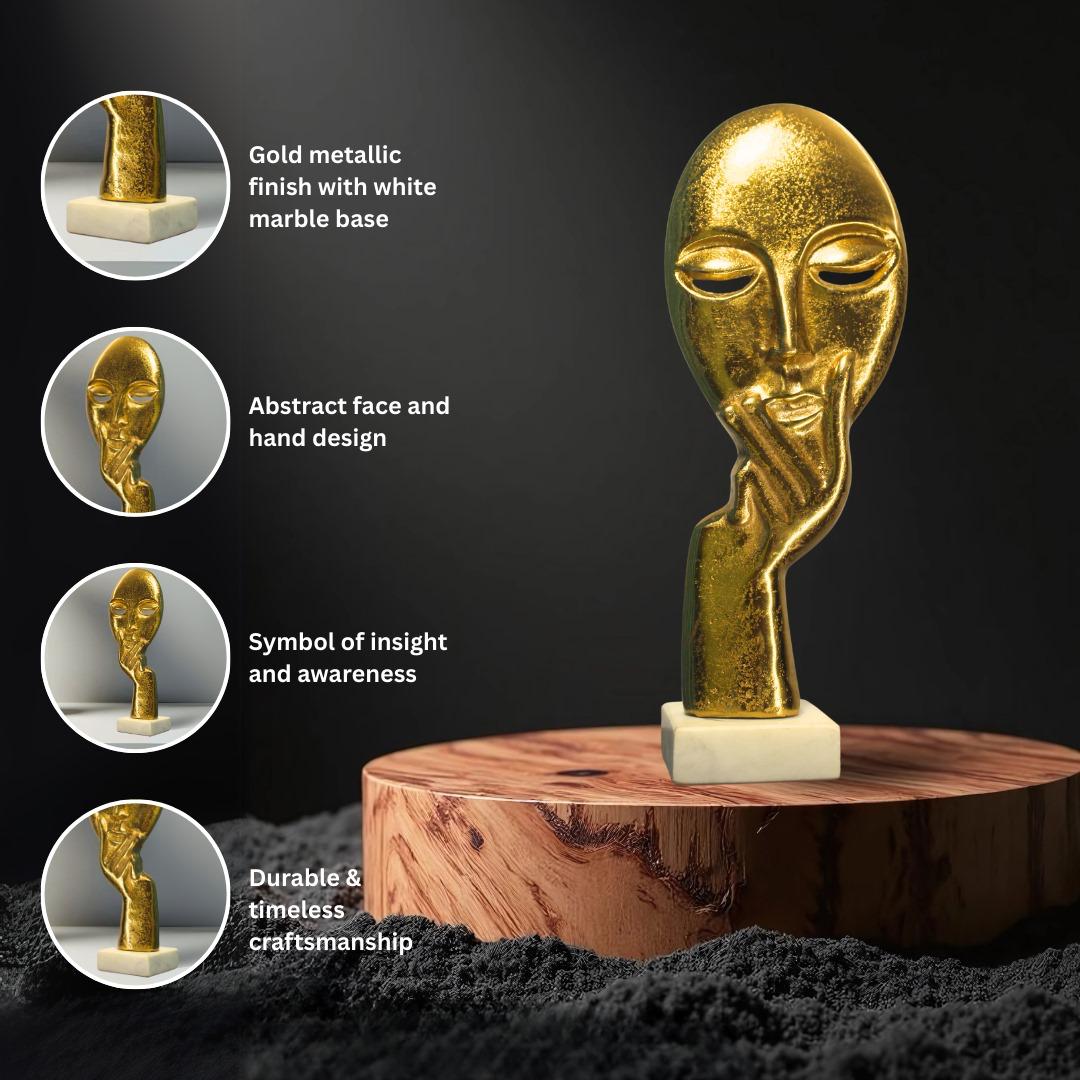 Gold metallic
finish with white
marble base
Abstract face and
hand design
Symbol of insight
and awareness
Durable &
timeless
craftsmanship